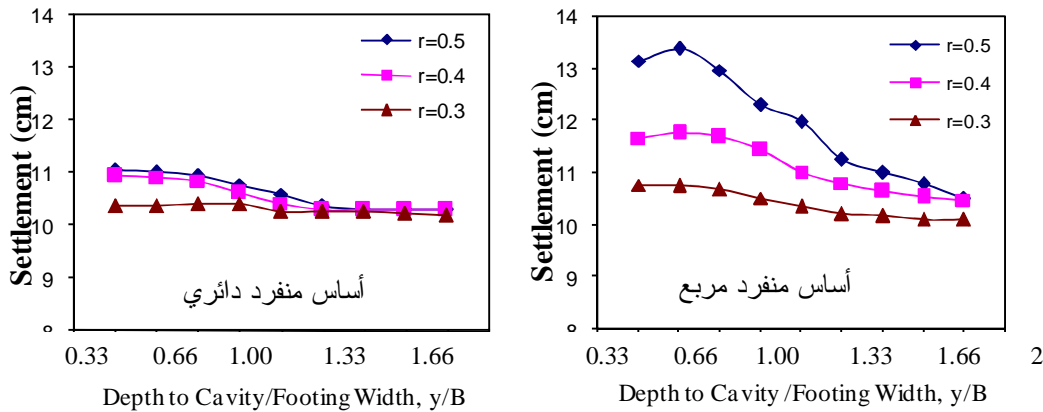 14
13
12
11
10
9
8
Settlement (cm)
r=0.5
r=0.4
r=0.3
أساس منفرد دائري
0.33 0.66 1.00 1.33 1.66
Depth to Cavity/Footing Width, y/B
14
13
12
11
10
9
8
Settlement (cm)
r=0.5
r=0.4
r=0.3
أساس منفرد مربع
0.33 0.66 1.00 1.33 1.66 2
Depth to Cavity/Footing Width, y/B